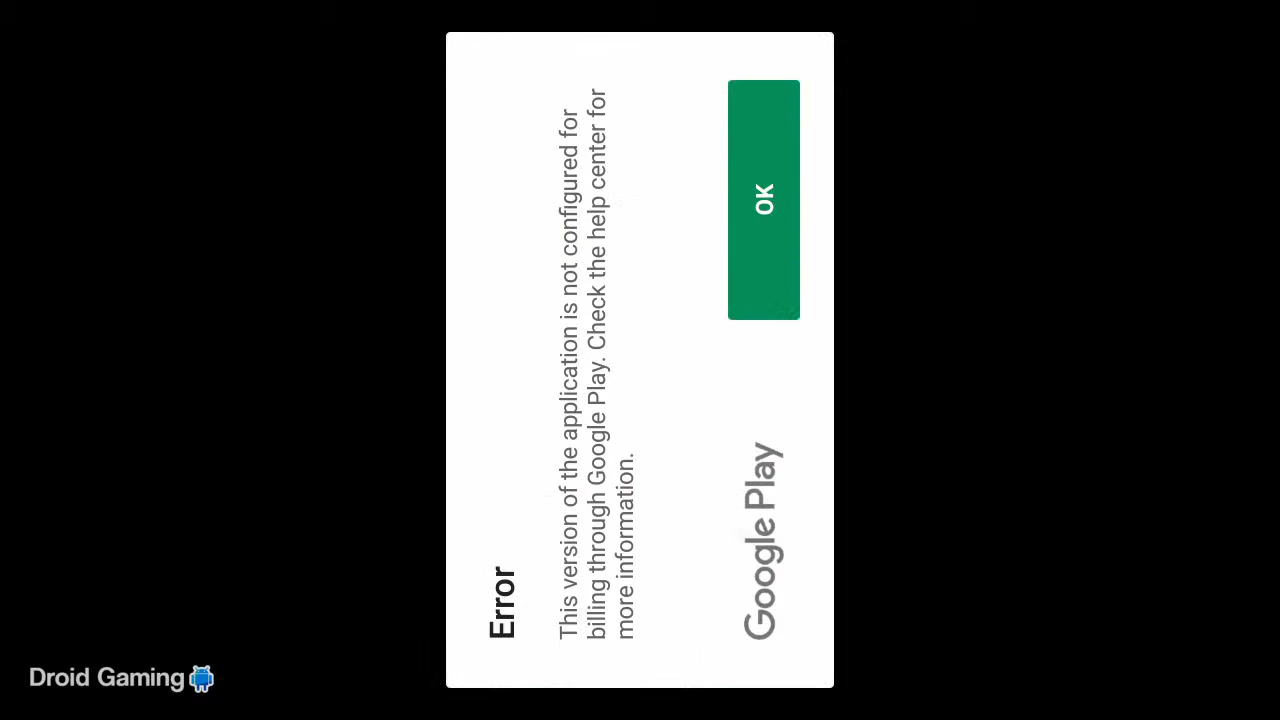 Error
This version of the application is not configured for
billing through Google Play. Check the help center for
more information.
Google Play
OK
Droid Gaming